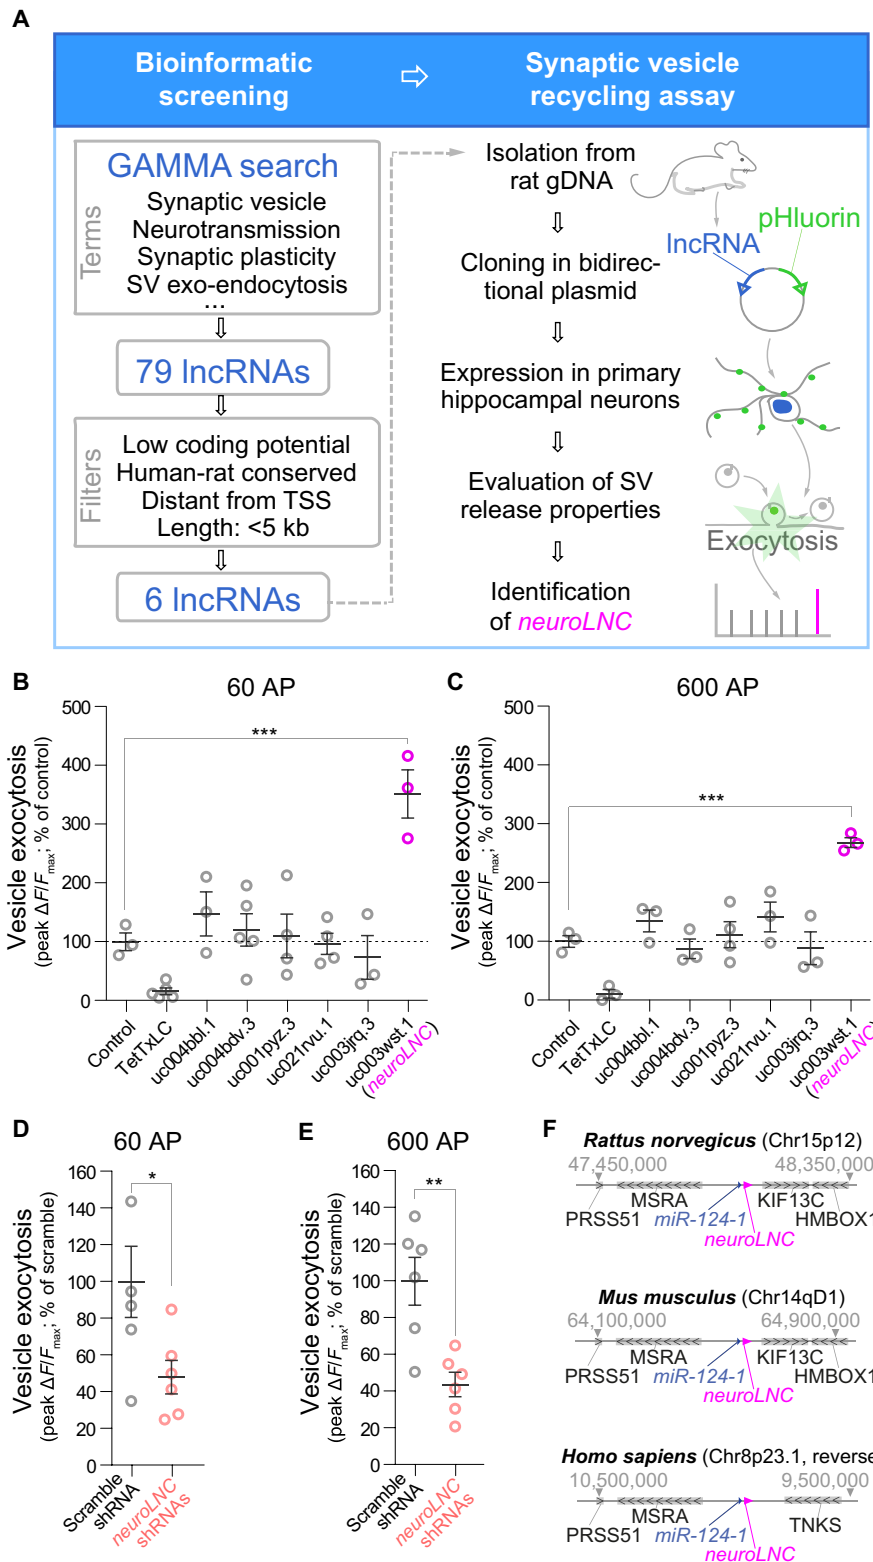 A
Bioinformatic
screening
⇨
Synaptic vesicle
recycling assay
GAMMA search
Terms
Synaptic vesicle
Neurotransmission
Synaptic plasticity
SV exo-endocytosis
...
79 lncRNAs
Filters
Low coding potential
Human-rat conserved
Distant from TSS
Length: <5 kb
6 lncRNAs
Isolation from
rat gDNA
Cloning in bidirec-
tional plasmid
Expression in primary
hippocampal neurons
Evaluation of SV
release properties
Identification
of neuroLNC
pHluorin
lncRNA
Exocytosis
B
60 AP
Vesicle exocytosis
(peak ΔF/Fmax; % of control)
500
400
300
200
100
0
***
Control
TetTxLC
uc004bbl.1
uc004bdv.3
uc001pyz.3
uc021rvu.1
uc003jrq.3
uc003wst.1
(neuroLNC)
C
600 AP
Vesicle exocytosis
(peak ΔF/Fmax; % of control)
500
400
300
200
100
0
***
Control
TetTxLC
uc004bbl.1
uc004bdv.3
uc001pyz.3
uc021rvu.1
uc003jrq.3
uc003wst.1
(neuroLNC)
D
60 AP
Vesicle exocytosis
(peak ΔF/Fmax; % of scramble)
160
140
120
100
80
60
40
20
0
*
Scramble
shRNA
neuroLNC
shRNAs
E
600 AP
Vesicle exocytosis
(peak ΔF/Fmax; % of scramble)
160
140
120
100
80
60
40
20
0
**
Scramble
shRNA
neuroLNC
shRNAs
F
Rattus norvegicus (Chr15p12)
47,450,000 48,350,000
MSRA KIF13C
PRSS51 miR-124-1 HMBOX1
neuroLNC
Mus musculus (Chr14qD1)
64,100,000 64,900,000
MSRA KIF13C
PRSS51 miR-124-1 HMBOX1
neuroLNC
Homo sapiens (Chr8p23.1, reverse
10,500,000 9,500,000
MSRA TNKS
PRSS51 miR-124-1
neuroLNC